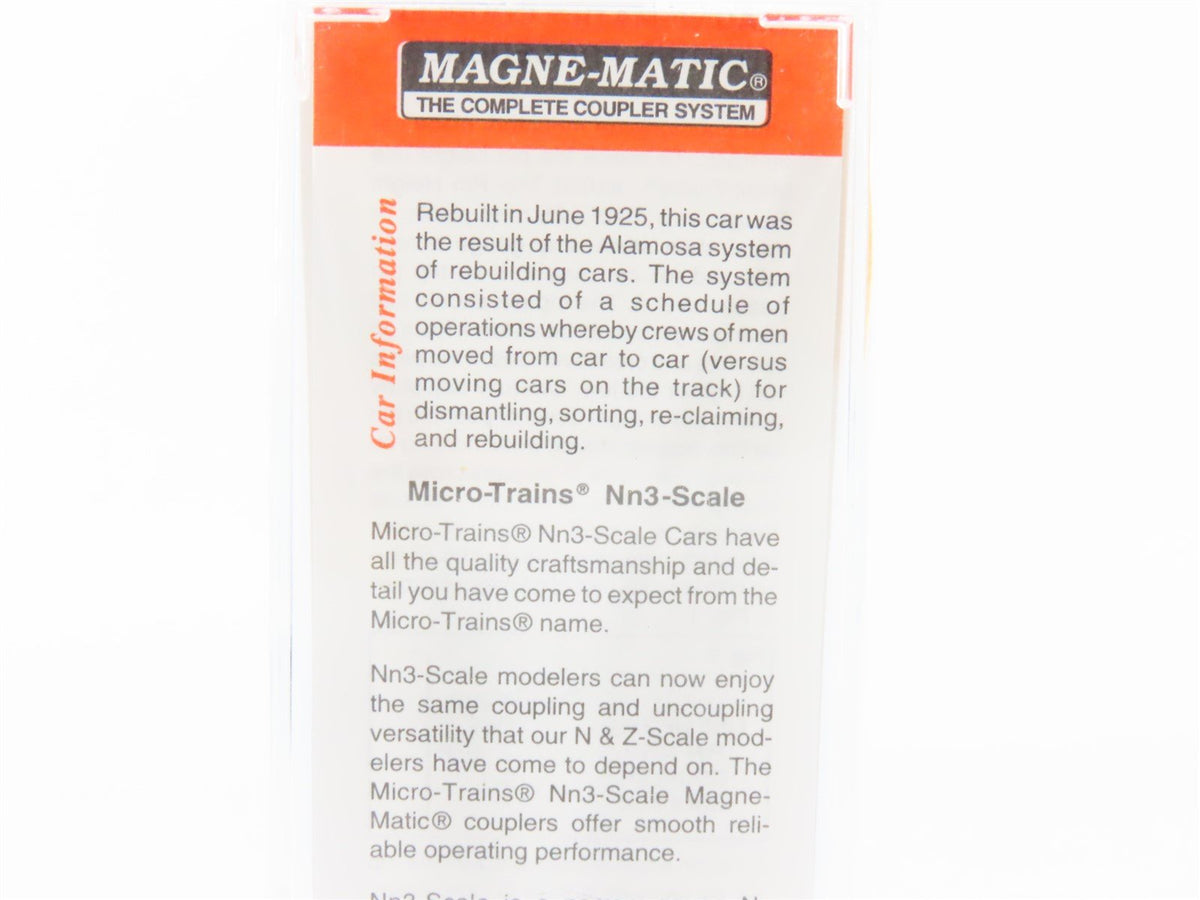 MAGNE-MATIC®
THE COMPLETE COUPLER SYSTEM
Car Information
Rebuilt in June 1925, this car was
the result of the Alamosa system
of rebuilding cars. The system
consisted of a schedule of
operations whereby crews of men
moved from car to car (versus
moving cars on the track) for
dismantling, sorting, re-claiming,
and rebuilding.
Micro-Trains® Nn3-Scale
Micro-Trains® Nn3-Scale Cars have
all the quality craftsmanship and de-
tail you have come to expect from the
Micro-Trains® name.
Nn3-Scale modelers can now enjoy
the same coupling and uncoupling
versatility that our N & Z-Scale mod-
elers have come to depend on. The
Micro-Trains® Nn3-Scale Magne-
Matic® couplers offer smooth reli-
able operating performance.
Nn3-Scale is a